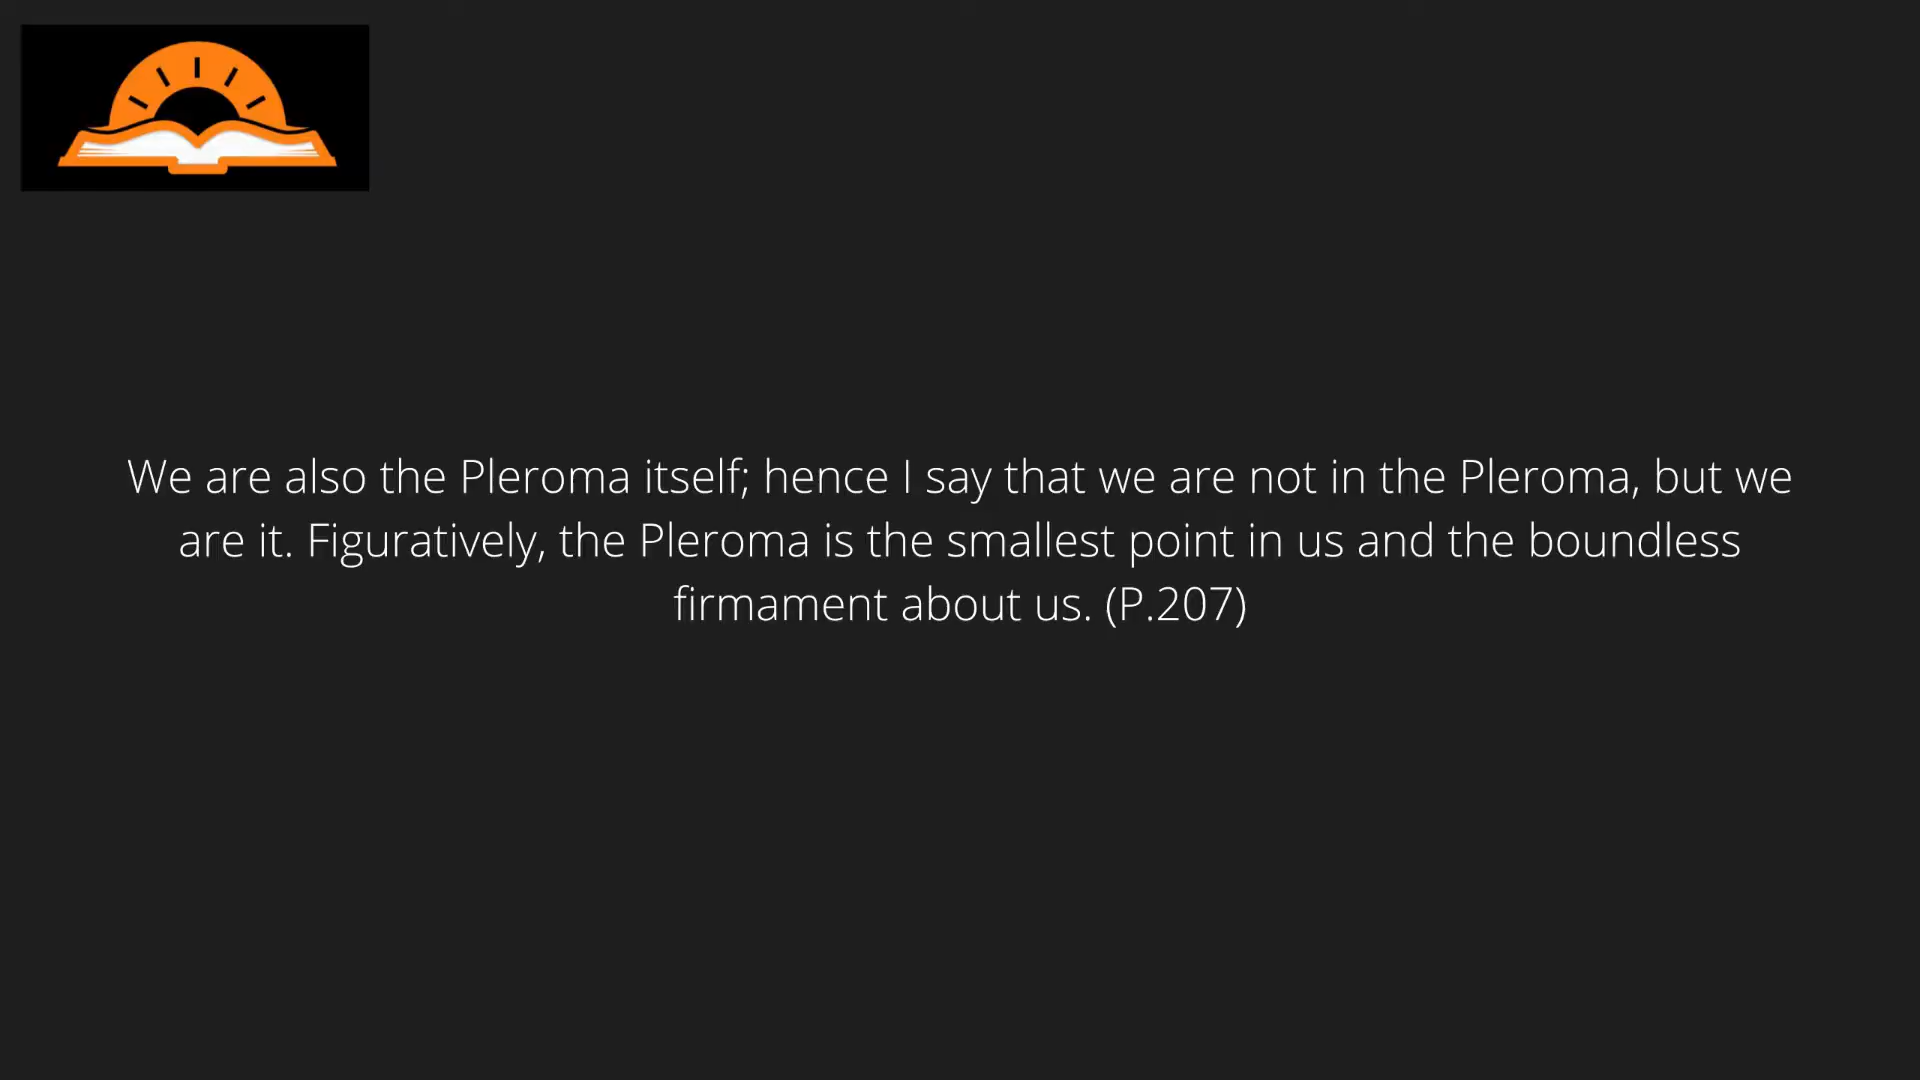 We are also the Pleroma itself; hence I say that we are not in the Pleroma, but we
are it. Figuratively, the Pleroma is the smallest point in us and the boundless
firmament about us. (P.207)